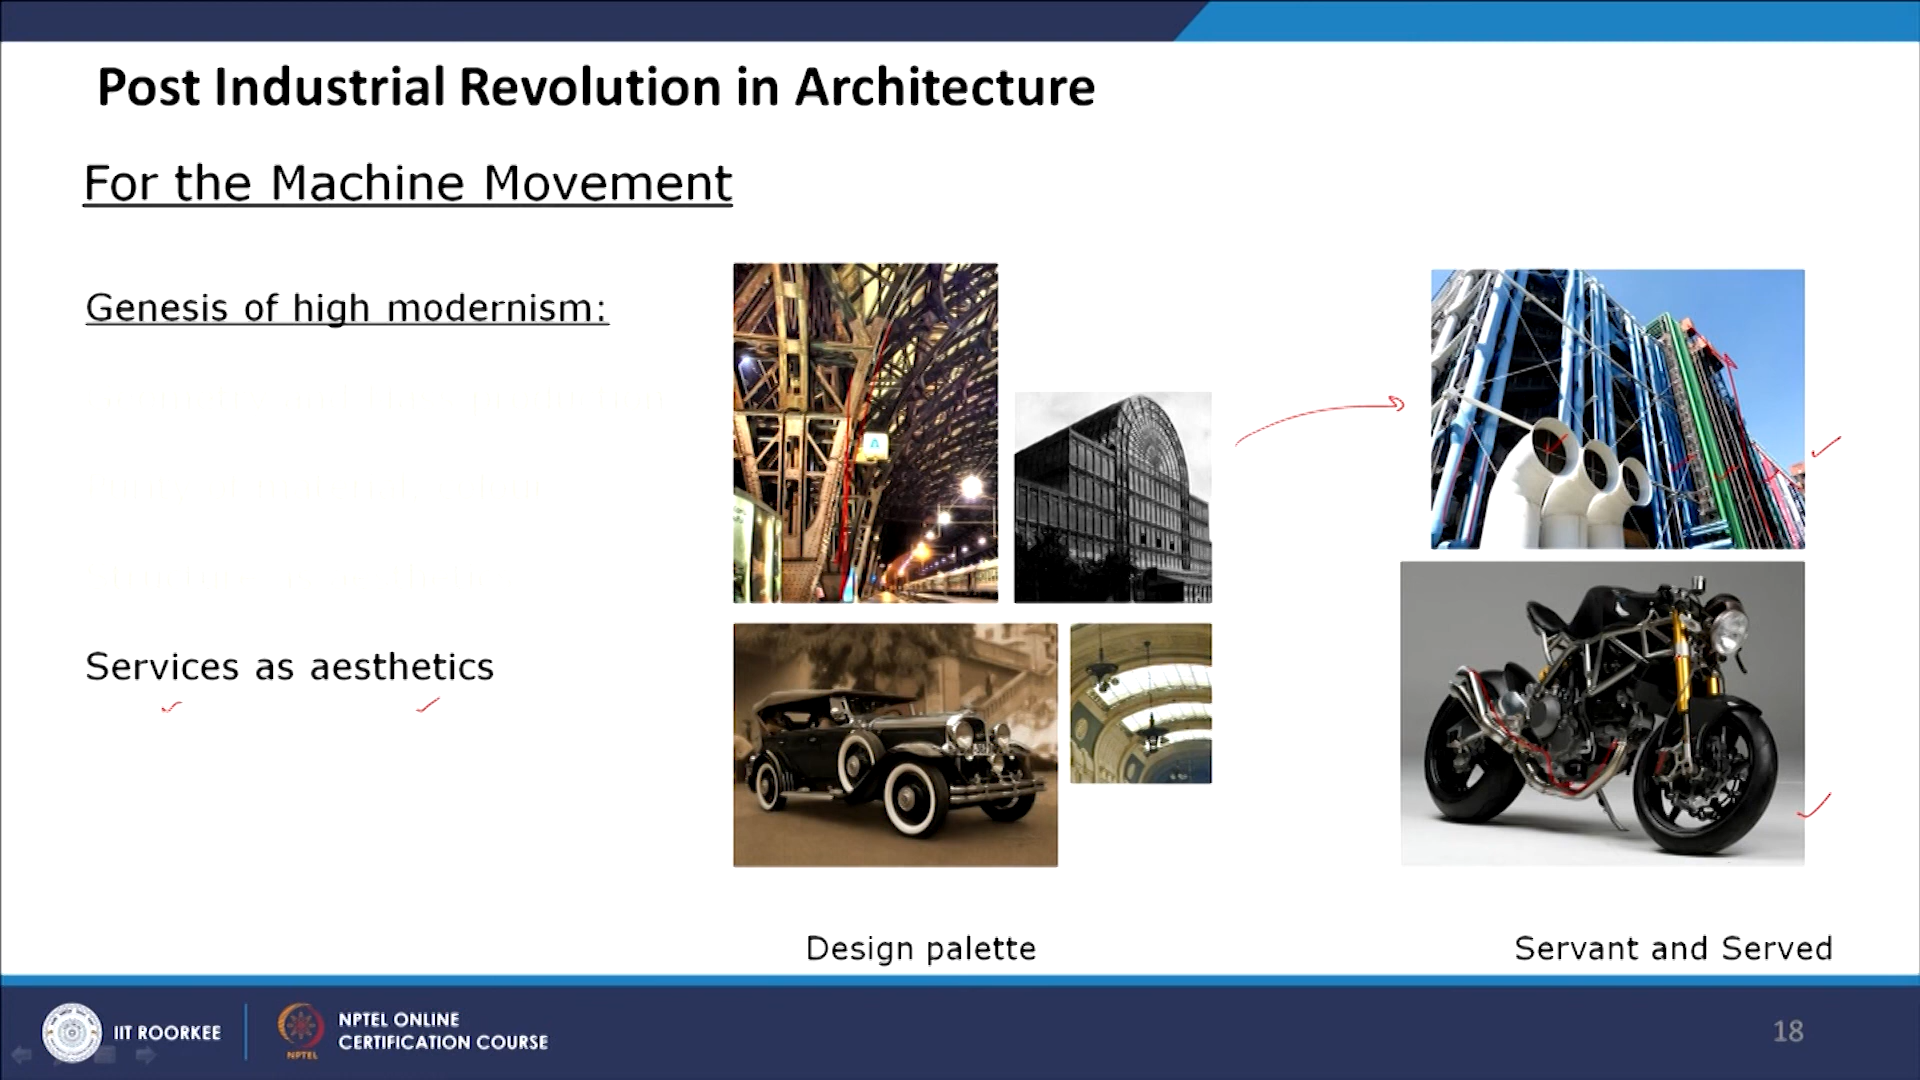 Post Industrial Revolution in Architecture
For the Machine Movement
Genesis of high modernism:
Services as aesthetics
Design palette
Servant and Served
IIT ROORKEE
NPTEL
NPTEL ONLINE
CERTIFICATION COURSE
18